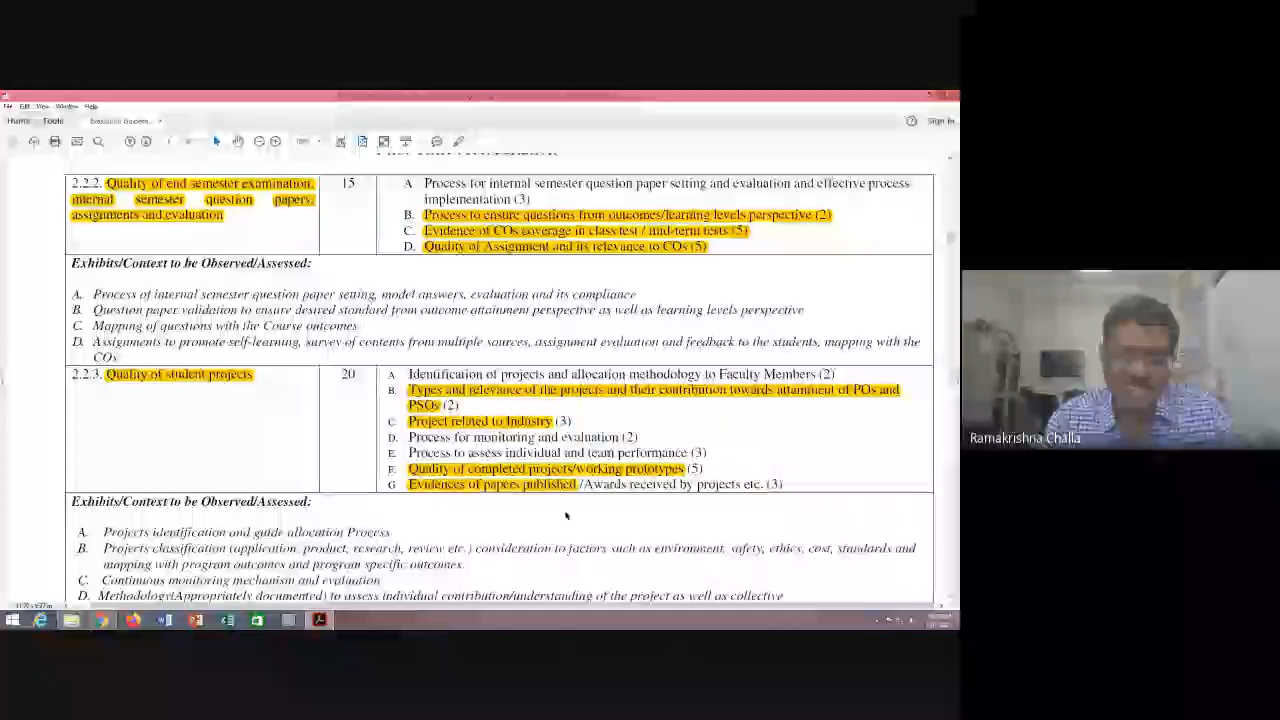 File Edit View Window Help
Home Tools Sign In
2.2.2. Quality of end semester examination, internal semester question papers, assignments and evaluation
15
A Process for internal semester question paper setting and evaluation and effective process
implementation (3)
B. Process to ensure questions from outcomes/learning levels perspective (2)
C. Evidence of COs coverage in class test / mid-term tests (5)
D. Quality of Assignment and its relevance to COs (5)
Exhibits/Context to be Observed/Assessed:
A. Process of internal semester question paper setting, model answers, evaluation and its compliance
B. Question paper validation to ensure desired standard from outcome attainment perspective as well as learning levels perspective
C. Mapping of questions with the Course outcomes
D. Assignments to promote self-learning, survey of contents from multiple sources, assignment evaluation and feedback to the students, mapping with the
COs
2.2.3. Quality of student projects
20
A Identification of projects and allocation methodology to Faculty Members (2)
B. Types and relevance of the projects and their contribution towards attainment of POs and
PSOs (2)
C. Project related to Industry (3)
D. Process for monitoring and evaluation (2)
E. Process to assess individual and team performance (3)
F. Quality of completed projects/working prototypes (5)
G Evidences of papers published /Awards received by projects etc. (3)
Exhibits/Context to be Observed/Assessed:
A. Projects identification and guide allocation Process
B. Projects classification (application, product, research, review etc.) consideration to factors such as environment, safety, ethics, cost, standards and
mapping with program outcomes and program specific outcomes.
C. Continuous monitoring mechanism and evaluation
D. Methodology(Appropriately documented) to assess individual contribution/understanding of the project as well as collective
Ramakrishna Challa